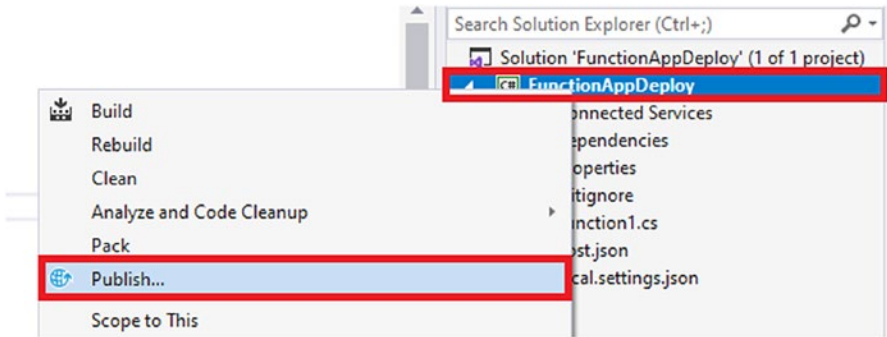 Search Solution Explorer (Ctrl+;)
Solution 'FunctionAppDeploy' (1 of 1 project)
C# FunctionAppDeploy
Build
Rebuild
Clean
Analyze and Code Cleanup
Pack
Publish...
Scope to This
onnected Services
ependencies
operties
itignore
nction1.cs
ost.json
cal.settings.json